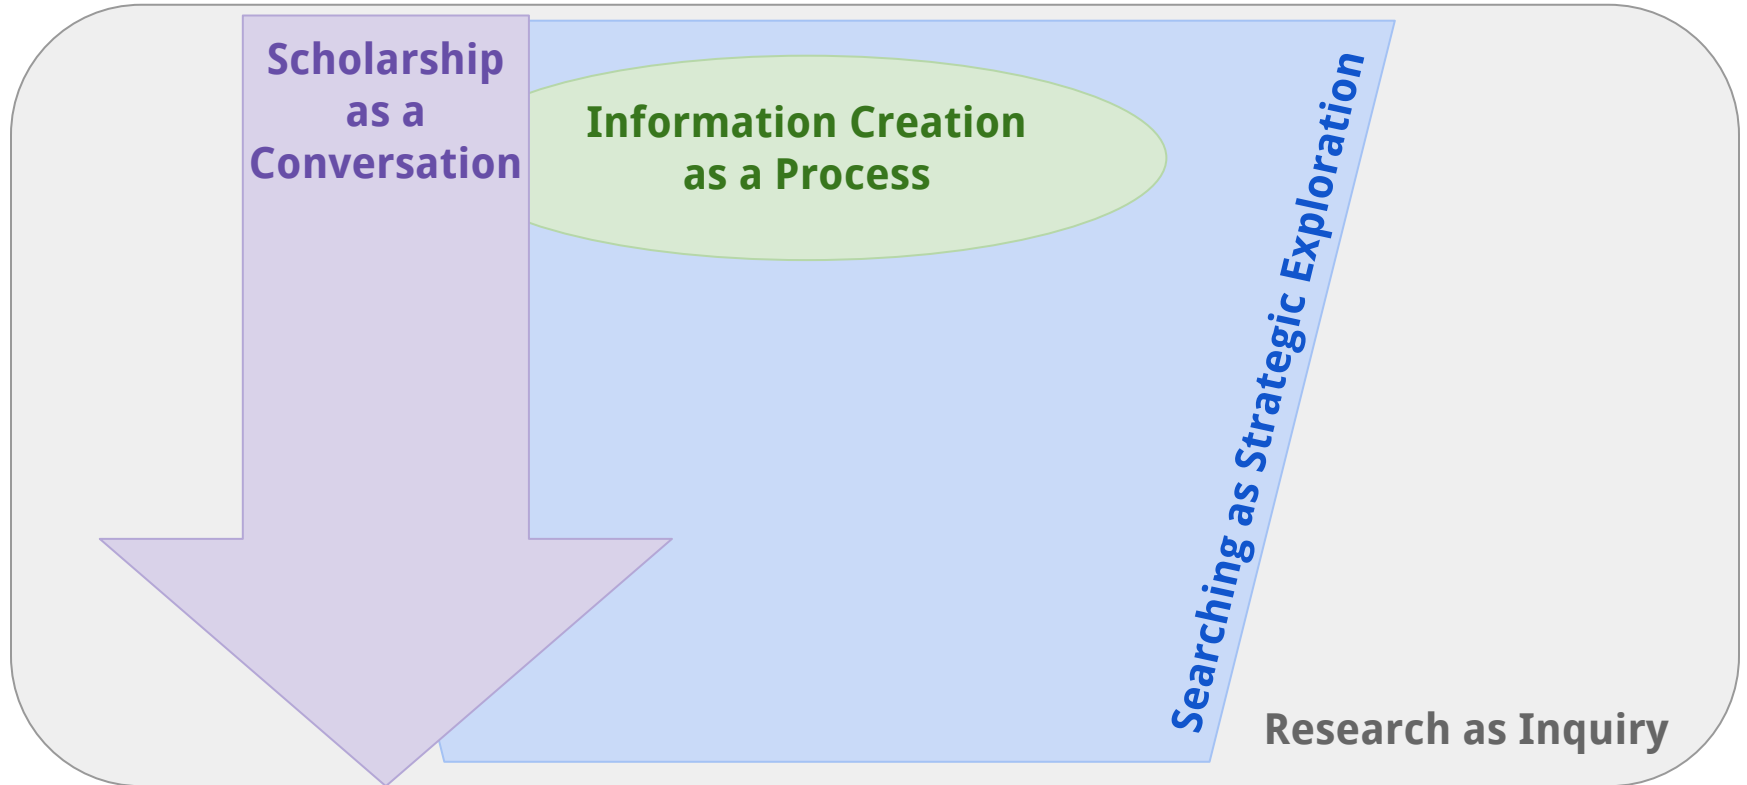 Scholarship
as a
Conversation
Information Creation
as a Process
Searching as Strategic Exploration
Research as Inquiry